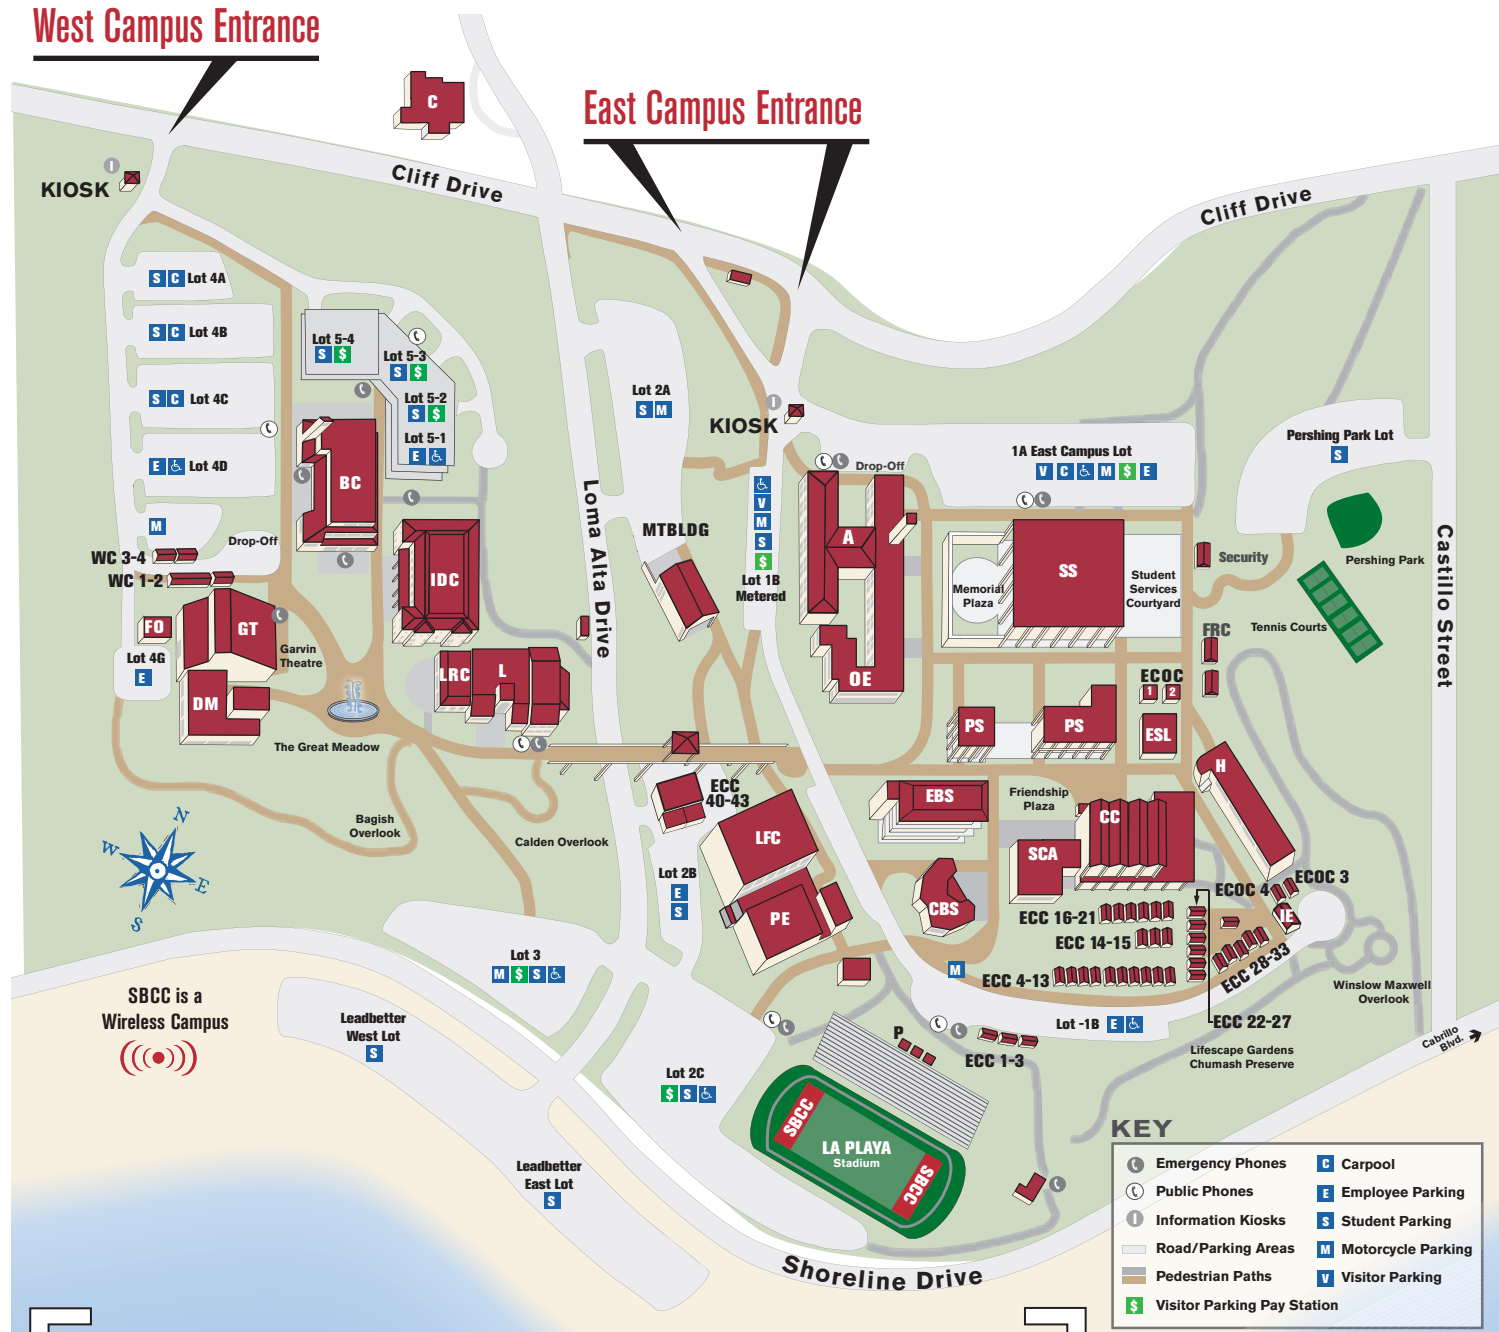 West Campus Entrance
East Campus Entrance
C
KIOSK
Cliff Drive
Cliff Drive
S C Lot 4A
S C Lot 4B
S C Lot 4C
E Lot 4D
M
Lot 5-4
S $
Lot 5-3
S $
Lot 5-2
S $
Lot 5-1
E
BC
Drop-Off
WC 3-4
WC 1-2
FO
GT
Lot 4G
E
DM
Garvin
Theatre
The Great Meadow
IDC
LRC
L
Loma Alta Drive
Lot 2A
S M
KIOSK
MTBLDG
V
M
S
$
Lot 1B
Metered
Drop-Off
A
OE
1A East Campus Lot
V C M $ E
Memorial
Plaza
SS
Student
Services
Courtyard
Security
FRC
ECOC
1 2
ESL
PS
PS
Pershing Park Lot
S
Pershing Park
Tennis Courts
Castillo Street
H
EBS
Friendship
Plaza
CC
SCA
CBS
ECC
40-43
LFC
PE
Bagish
Overlook
Calden Overlook
N
W
E
S
Lot 2B
E
S
Lot 3
M $ S
ECC 16-21
ECC 14-15
ECC 4-13
M
ECOC 4
ECOC 3
IE
ECC 28-33
ECC 22-27
Winslow Maxwell
Overlook
Lot -1B E
Lifescape Gardens
Chumash Preserve
Cabrillo
Blvd.
P
ECC 1-3
SBCC is a
Wireless Campus
Leadbetter
West Lot
S
Leadbetter
East Lot
S
Lot 2C
$ S
SBCC
LA PLAYA
Stadium
SBCC
Shoreline Drive
KEY
Emergency Phones
Public Phones
I Information Kiosks
Road/Parking Areas
Pedestrian Paths
$ Visitor Parking Pay Station
C Carpool
E Employee Parking
S Student Parking
M Motorcycle Parking
V Visitor Parking